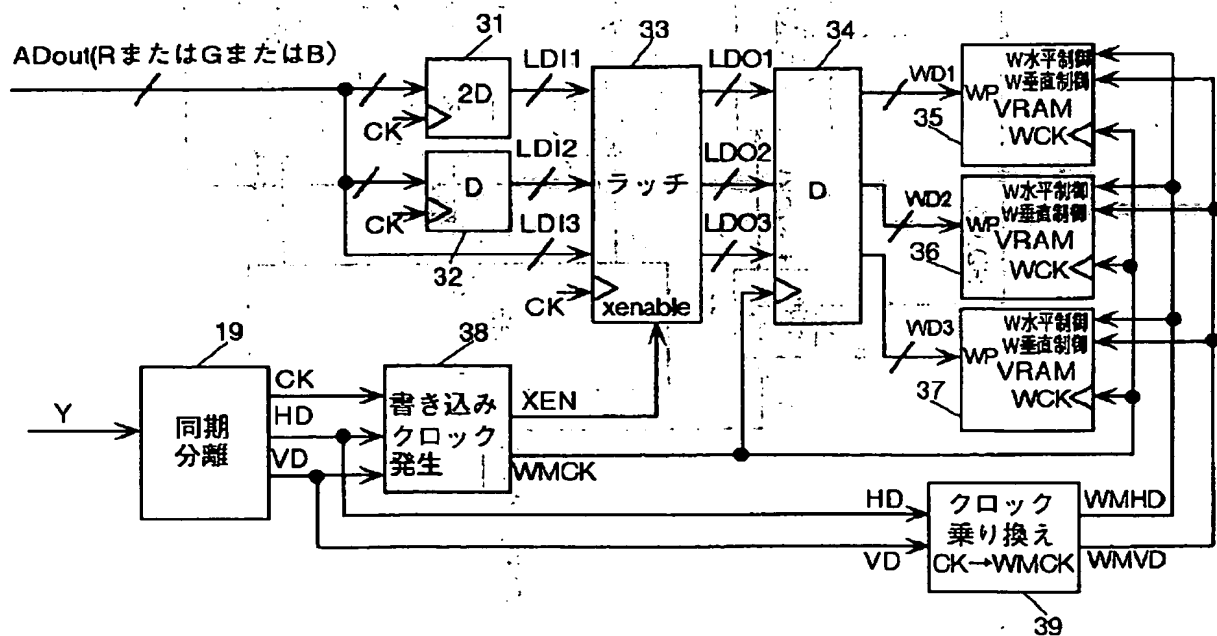 ADout(RまたはGまたはB)
31
2D
CK
LDI1
D
CK
32
LDI2
LDI3
33
ラッチ
CK
xenable
LDO1
LDO2
LDO3
34
D
WD1
WD2
WD3
W水平制御
W垂直制御
WP
VRAM
WCK
35
W水平制御
W垂直制御
WP
VRAM
WCK
36
W水平制御
W垂直制御
WP
VRAM
WCK
37
Y
19
同期
分離
CK
HD
VD
38
書き込み
クロック
発生
XEN
WMCK
HD
VD
クロック
乗り換え
CK→WMCK
WMHD
WMVD
39